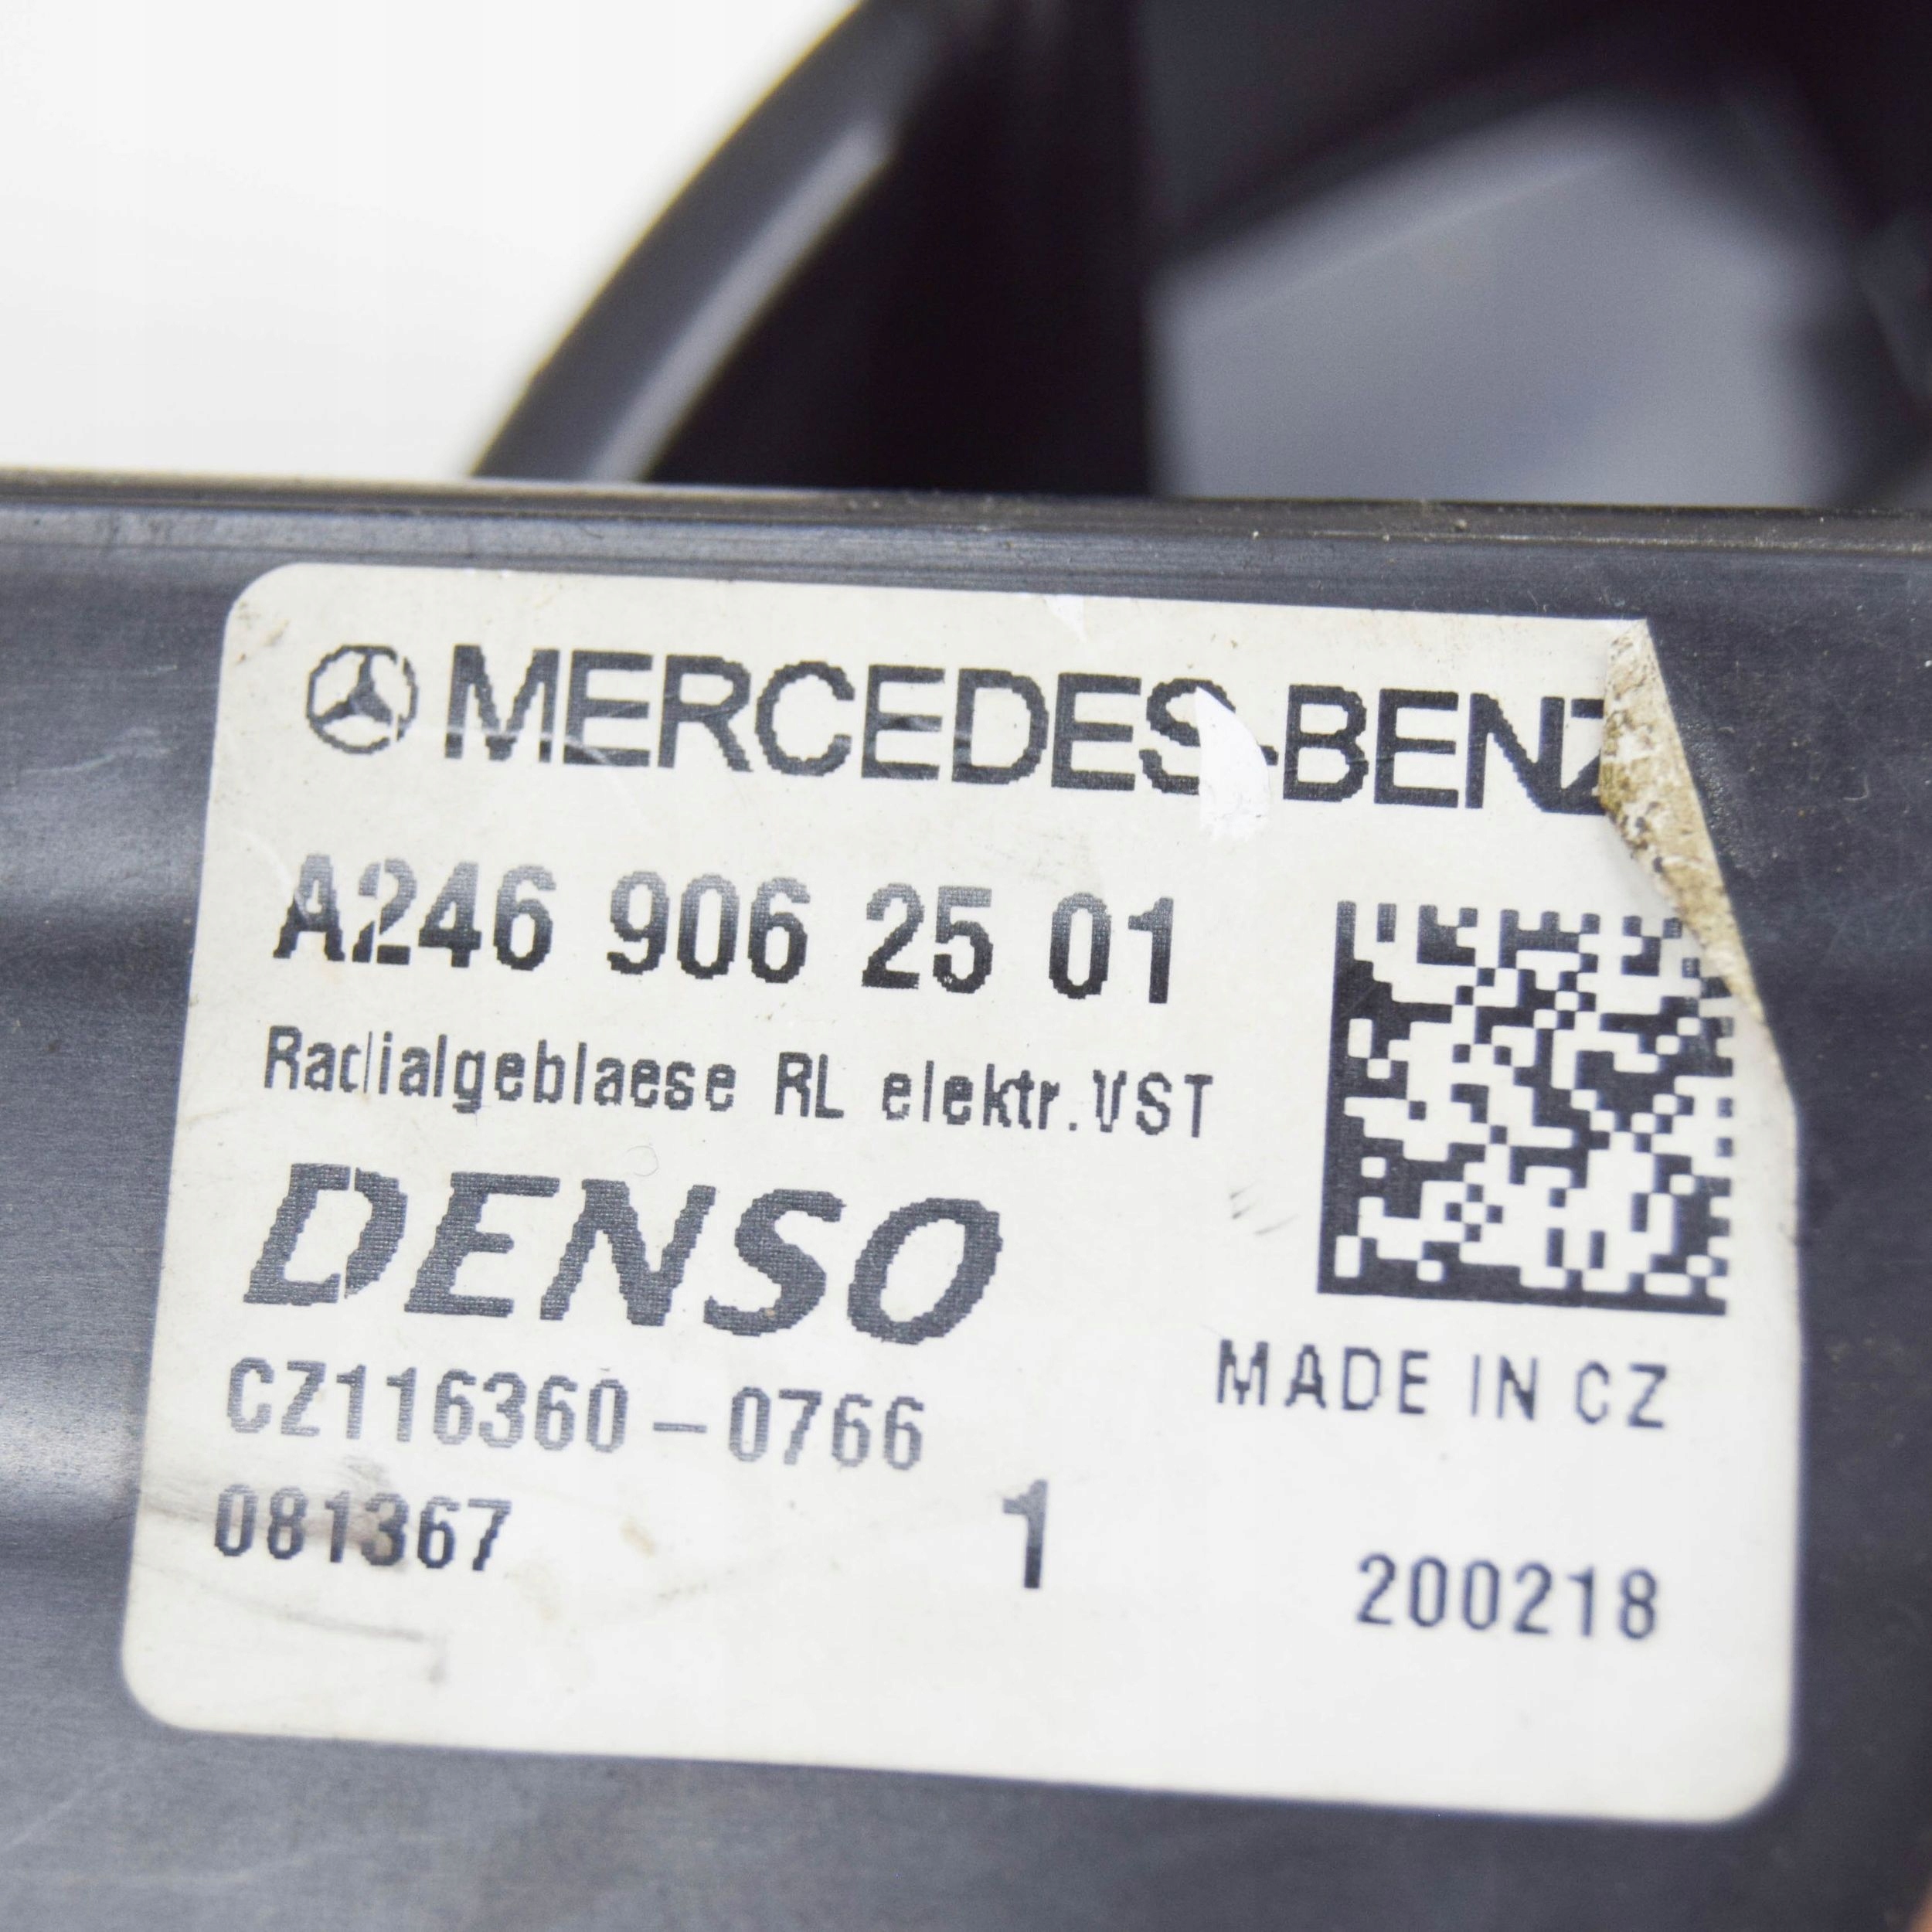 MERCEDES-BENZ
A246 906 25 01
Radialgeblaese RL elektr.VST
DENSO
CZ116360-0766
MADE IN CZ
081367
1
200218